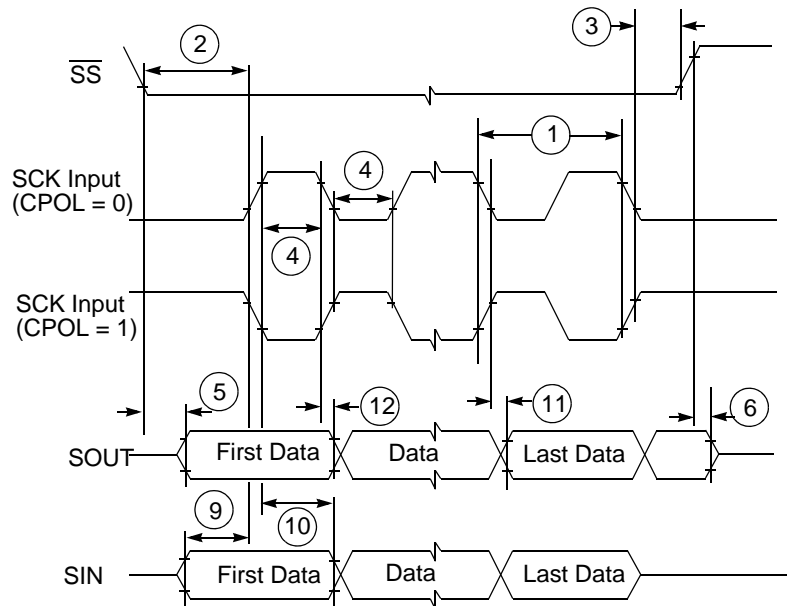 3
2
S̅S̅
1
SCK Input
(CPOL = 0)
4
4
SCK Input
(CPOL = 1)
5
12
11
6
SOUT
First Data
Data
Last Data
9
10
SIN
First Data
Data
Last Data